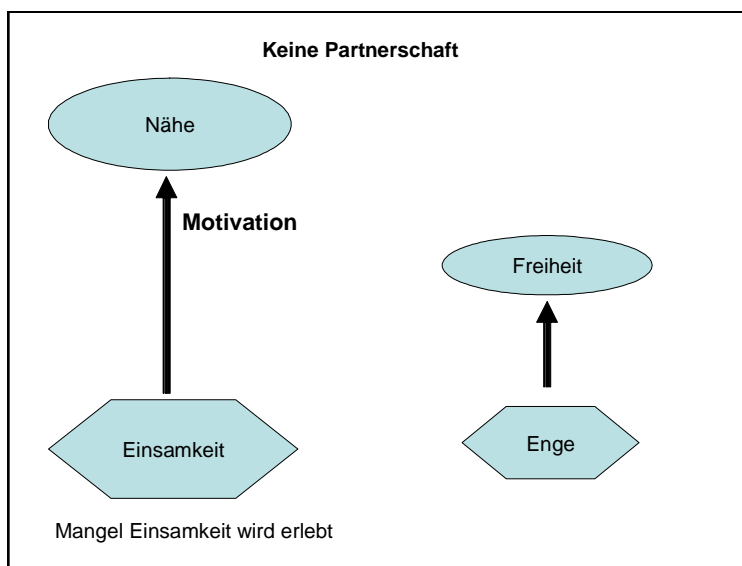 Keine Partnerschaft
Nähe
Motivation
Freiheit
Einsamkeit
Enge
Mangel Einsamkeit wird erlebt